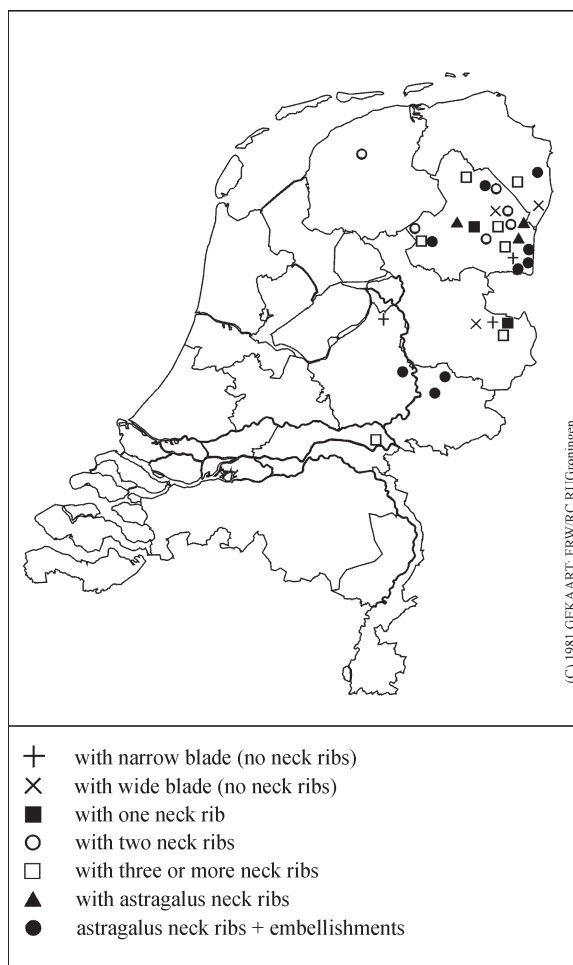 (C) 1981 GEKAART: FRW/RC RUGroningen
with narrow blade (no neck ribs)
with wide blade (no neck ribs)
with one neck rib
with two neck ribs
with three or more neck ribs
with astragalus neck ribs
astragalus neck ribs + embellishments